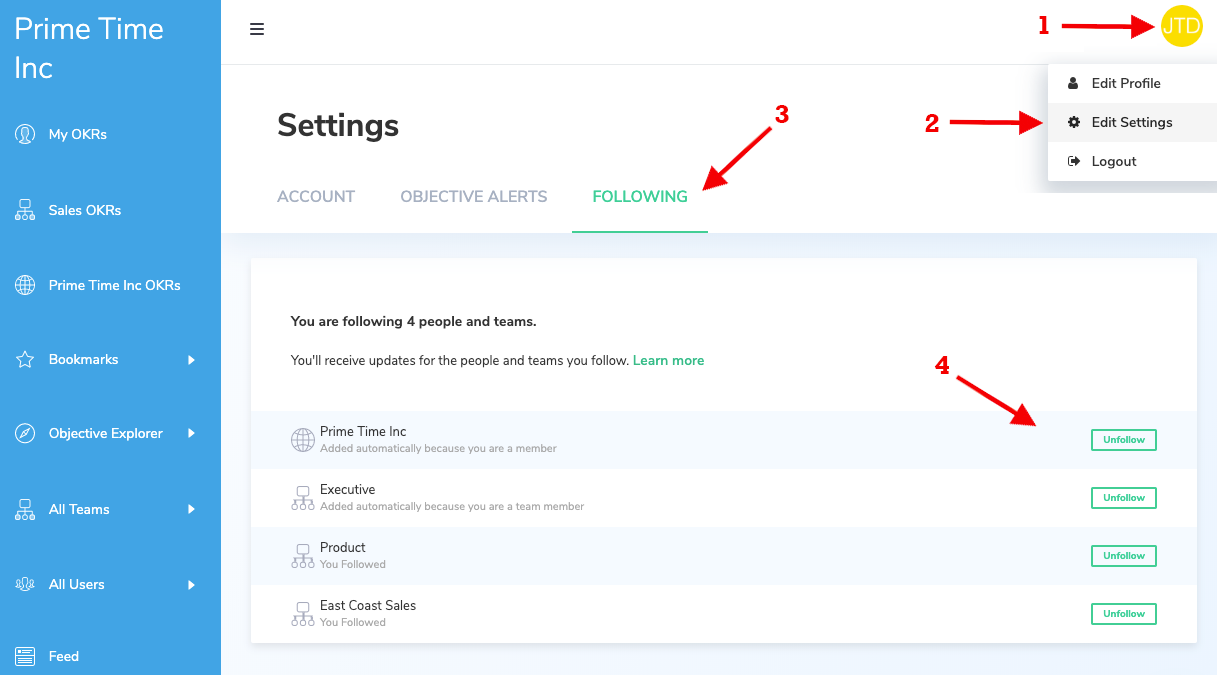 Prime Time
Inc
My OKRs
Sales OKRs
Prime Time Inc OKRs
Bookmarks
Objective Explorer
All Teams
All Users
Feed
1
JTD
Edit Profile
2
Edit Settings
Logout
Settings
3
ACCOUNT
OBJECTIVE ALERTS
FOLLOWING
You are following 4 people and teams.
You'll receive updates for the people and teams you follow. Learn more
4
Prime Time Inc
Added automatically because you are a member
Unfollow
Executive
Added automatically because you are a team member
Unfollow
Product
You Followed
Unfollow
East Coast Sales
You Followed
Unfollow